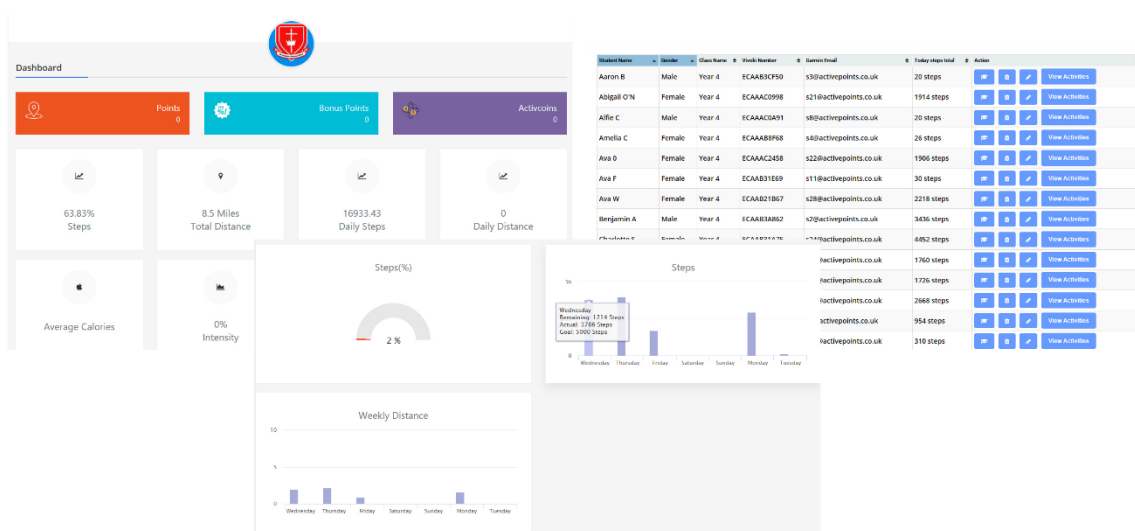 Dashboard
Points
0
Bonus Points
0
Activcoins
0
63.83%
Steps
8.5 Miles
Total Distance
16933.43
Daily Steps
0
Daily Distance
Average Calories
0%
Intensity
Student Name Gender Class Name Vivoki Number Garmin Email Today steps total Action
Aaron B Male Year 4 ECAAB3CF50 s3@activepoints.co.uk 20 steps View Activities
Abigail O'N Female Year 4 ECAAAC0998 s21@activepoints.co.uk 1914 steps View Activities
Alfie C Male Year 4 ECAAAC0A91 s8@activepoints.co.uk 20 steps View Activities
Amelia C Female Year 4 ECAAAB8F68 s4@activepoints.co.uk 26 steps View Activities
Ava O Female Year 4 ECAAAC2458 s22@activepoints.co.uk 1906 steps View Activities
Ava F Female Year 4 ECAAB31E69 s11@activepoints.co.uk 30 steps View Activities
Ava W Female Year 4 ECAAB21B67 s28@activepoints.co.uk 2218 steps View Activities
Benjamin A Male Year 4 ECAAB3A862 s2@activepoints.co.uk 3436 steps View Activities
4452 steps View Activities
@activepoints.co.uk 1760 steps View Activities
@activepoints.co.uk 1726 steps View Activities
@activepoints.co.uk 2668 steps View Activities
activepoints.co.uk 954 steps View Activities
@activepoints.co.uk 310 steps View Activities
Steps(%)
2 %
Steps
5k
Wednesday
Remaining: 1214 Steps
Actual: 3786 Steps
Goal: 5000 Steps
0
Wednesday Thursday Friday Saturday Sunday Monday Tuesday
Weekly Distance
10
5
0
Wednesday Thursday Friday Saturday Sunday Monday Tuesday